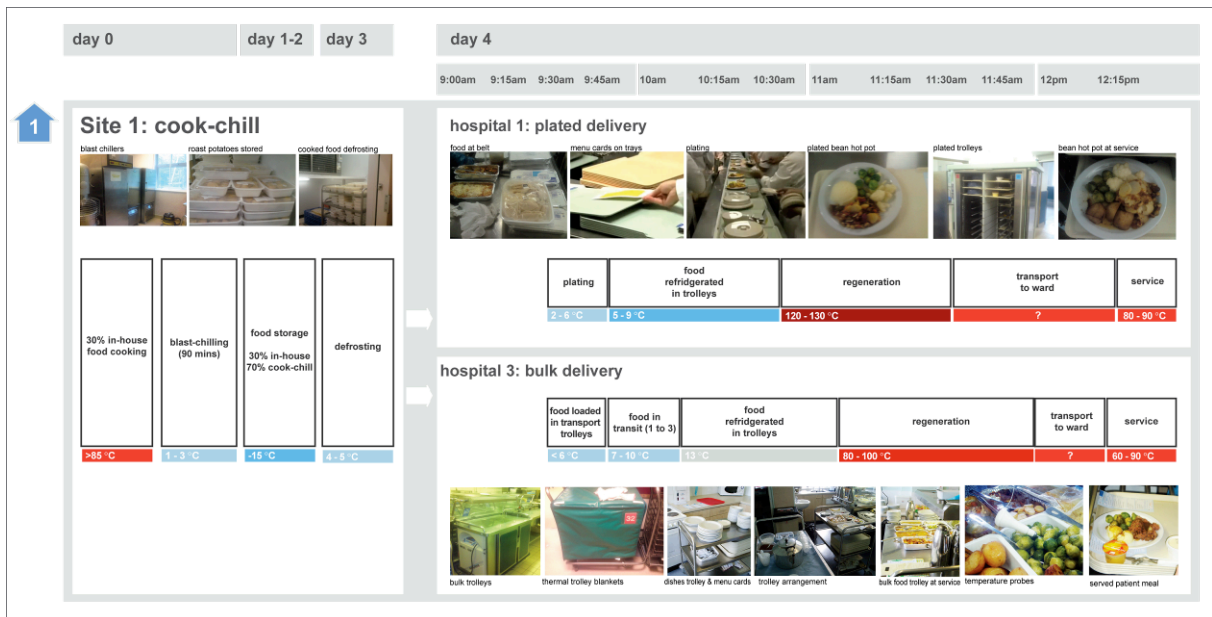 day 0
day 1-2
day 3
day 4
9:00am 9:15am 9:30am 9:45am 10am 10:15am 10:30am 11am 11:15am 11:30am 11:45am 12pm 12:15pm
1
Site 1: cook-chill
blast chillers
roast potatoes stored
cooked food defrosting
30% in-house
food cooking
>85 °C
blast-chilling
(90 mins)
1 - 3 °C
food storage
30% in-house
70% cook-chill
-15 °C
defrosting
4 - 5 °C
hospital 1: plated delivery
food at belt
menu cards on trays
plating
plated bean hot pot
plated trolleys
bean hot pot at service
plating
2 - 6 °C
food
refridgerated
in trolleys
5 - 9 °C
regeneration
120 - 130 °C
transport
to ward
?
service
80 - 90 °C
hospital 3: bulk delivery
food loaded
in transport
trolleys
< 6 °C
food in
transit (1 to 3)
7 - 10 °C
food
refridgerated
in trolleys
13 °C
regeneration
80 - 100 °C
transport
to ward
?
service
60 - 90 °C
32
bulk trolleys
thermal trolley blankets
dishes trolley & menu cards
trolley arrangement
bulk food trolley at service
temperature probes
served patient meal